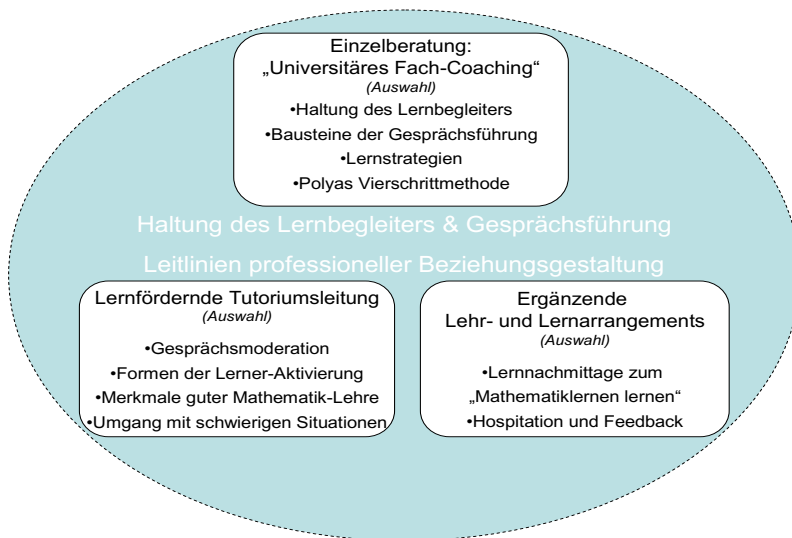 Einzelberatung:
„Universitäres Fach-Coaching“
(Auswahl)
•Haltung des Lernbegleiters
•Bausteine der Gesprächsführung
•Lernstrategien
•Polyas Vierschrittmethode
Haltung des Lernbegleiters & Gesprächsführung
Leitlinien professioneller Beziehungsgestaltung
Lernfördernde Tutoriumsleitung
(Auswahl)
•Gesprächsmoderation
•Formen der Lerner-Aktivierung
•Merkmale guter Mathematik-Lehre
•Umgang mit schwierigen Situationen
Ergänzende
Lehr- und Lernarrangements
(Auswahl)
•Lernnachmittage zum
„Mathematiklernen lernen“
•Hospitation und Feedback